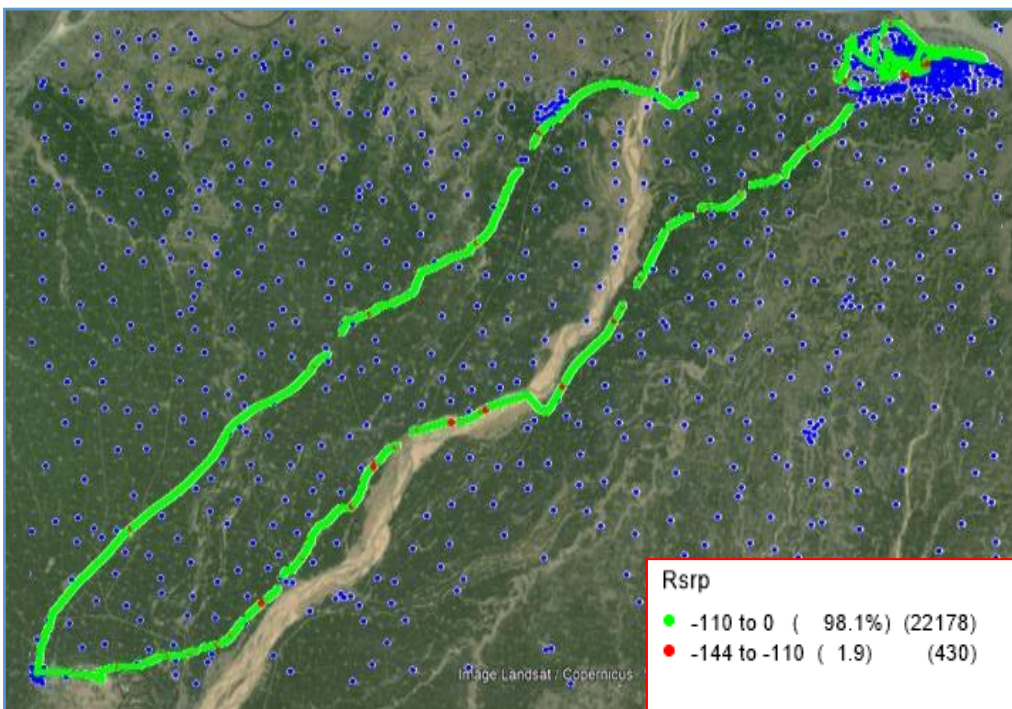 Rsrp
-110 to 0 ( 98.1%) (22178)
-144 to -110 ( 1.9) (430)
Image Landsat / Copernicus